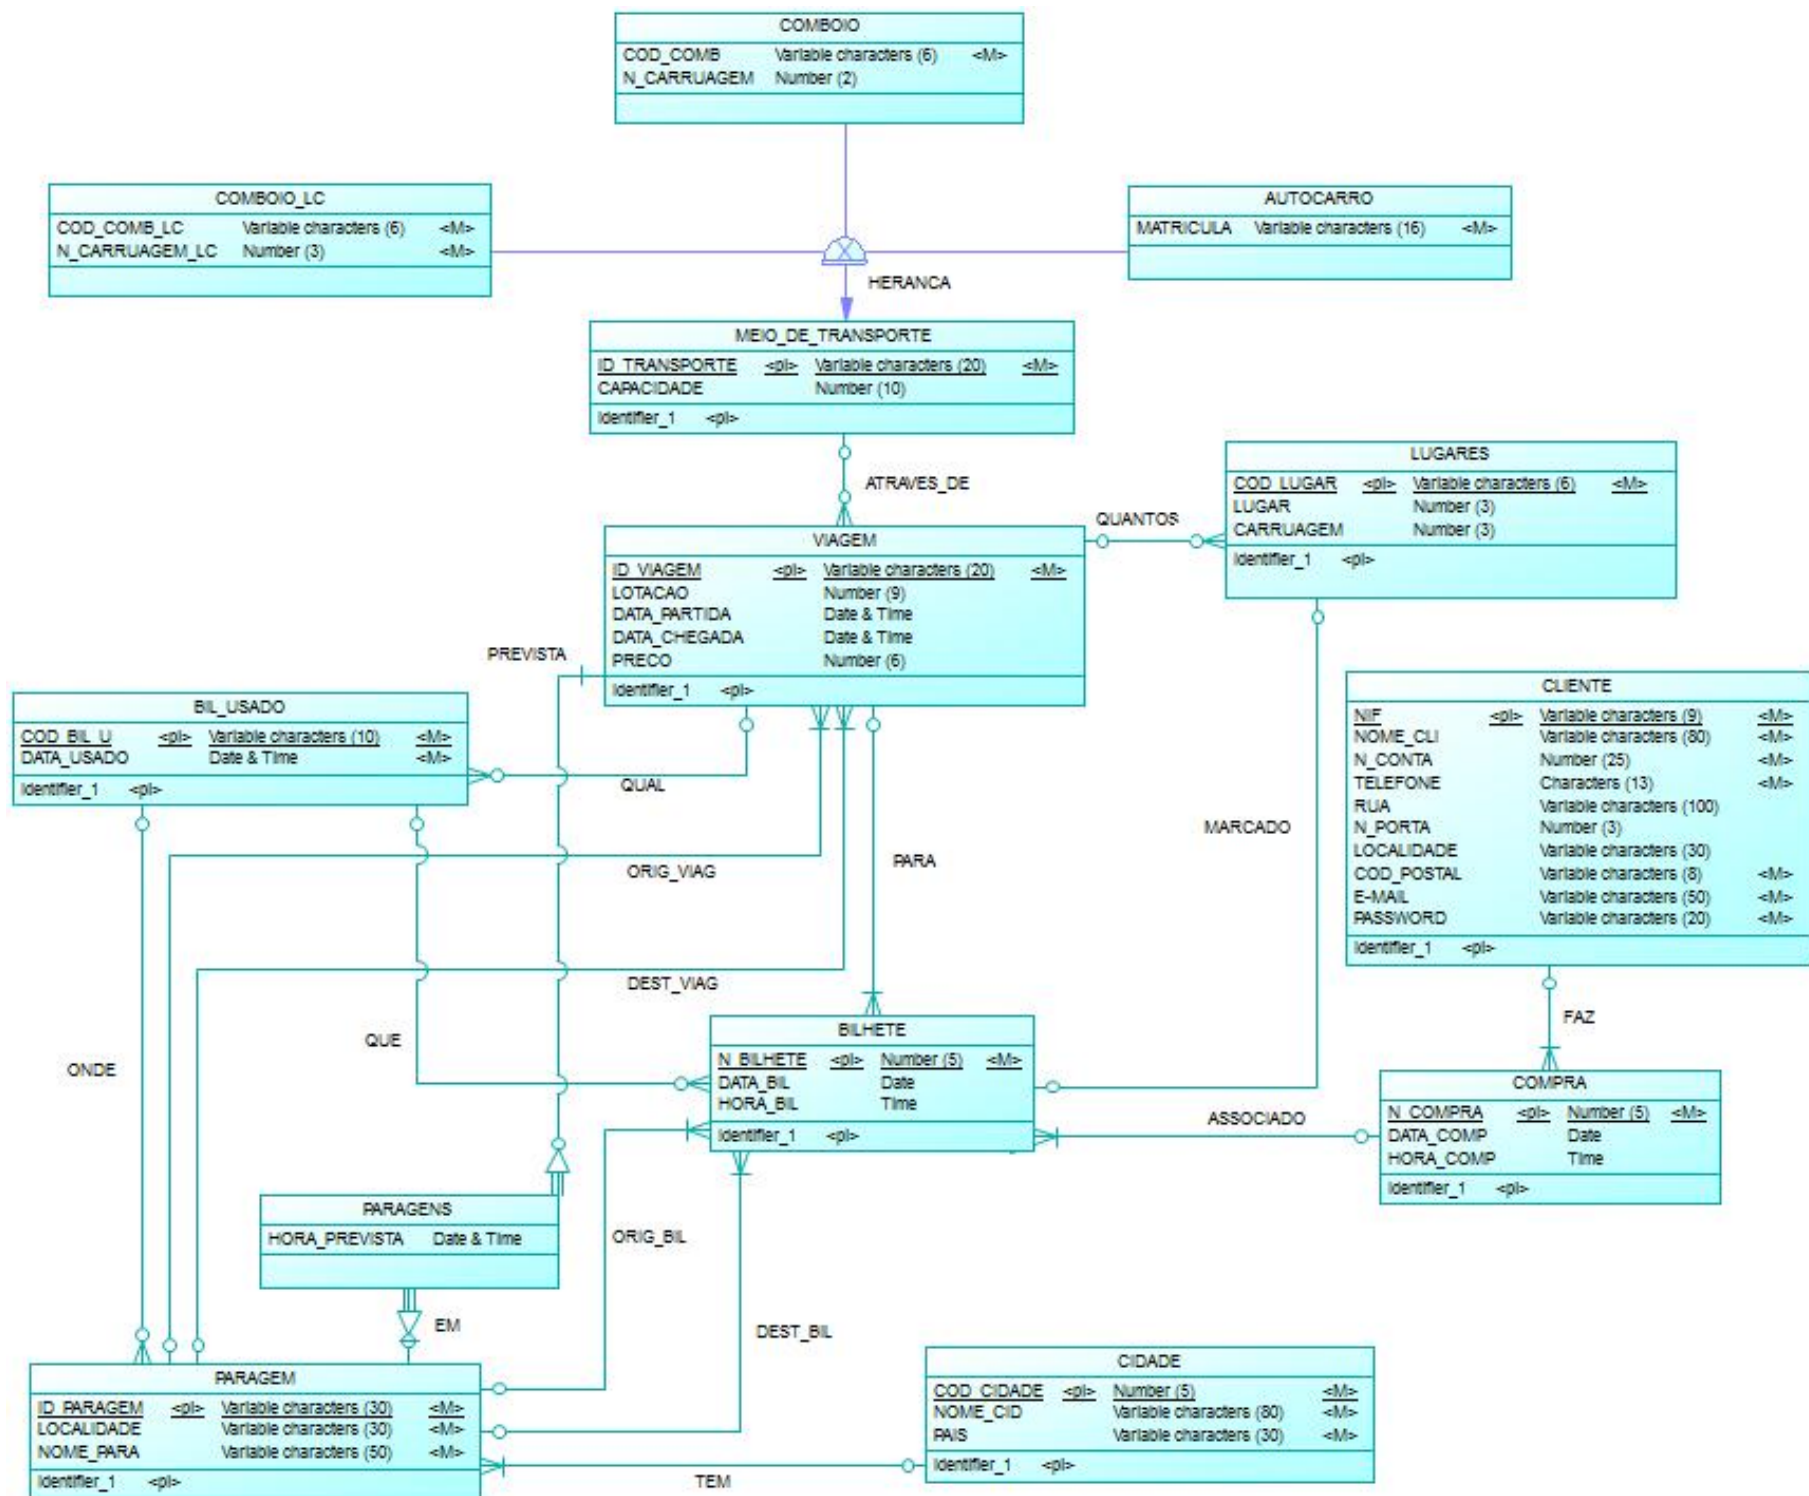 COMBOIO
COD_COMB Variable characters (6) <M>
N_CARRUAGEM Number (2)
COMBOIO_LC
COD_COMB_LC Variable characters (6) <M>
N_CARRUAGEM_LC Number (3) <M>
AUTOCARRO
MATRICULA Variable characters (16) <M>
HERANCA
MEIO_DE_TRANSPORTE
ID_TRANSPORTE <pi> Variable characters (20) <M>
CAPACIDADE Number (10)
Identifier_1 <pi>
ATRAVES_DE
LUGARES
COD_LUGAR <pi> Variable characters (6) <M>
LUGAR Number (3)
CARRUAGEM Number (3)
Identifier_1 <pi>
QUANTOS
VIAGEM
ID_VIAGEM <pi> Variable characters (20) <M>
LOTACAO Number (9)
DATA_PARTIDA Date & Time
DATA_CHEGADA Date & Time
PRECO Number (6)
Identifier_1 <pi>
PREVISTA
BIL_USADO
COD_BIL_U <pi> Variable characters (10) <M>
DATA_USADO Date & Time <M>
Identifier_1 <pi>
QUAL
CLIENTE
NIF <pi> Variable characters (9) <M>
NOME_CLI Variable characters (80) <M>
N_CONTA Number (25) <M>
TELEFONE Characters (13) <M>
RUA Variable characters (100)
N_PORTA Number (3)
LOCALIDADE Variable characters (30)
COD_POSTAL Variable characters (8) <M>
E-MAIL Variable characters (50) <M>
PASSWORD Variable characters (20) <M>
Identifier_1 <pi>
MARCADO
PARA
ORIG_VIAG
DEST_VIAG
FAZ
QUE
ONDE
BILHETE
N_BILHETE <pi> Number (5) <M>
DATA_BIL Date
HORA_BIL Time
Identifier_1 <pi>
ASSOCIADO
COMPRA
N_COMPRA <pi> Number (5) <M>
DATA_COMP Date
HORA_COMP Time
Identifier_1 <pi>
PARAGENS
HORA_PREVISTA Date & Time
ORIG_BIL
EM
DEST_BIL
PARAGEM
ID_PARAGEM <pi> Variable characters (30) <M>
LOCALIDADE Variable characters (30) <M>
NOME_PARA Variable characters (50) <M>
Identifier_1 <pi>
CIDADE
COD_CIDADE <pi> Number (5) <M>
NOME_CID Variable characters (80) <M>
PAIS Variable characters (30) <M>
Identifier_1 <pi>
TEM